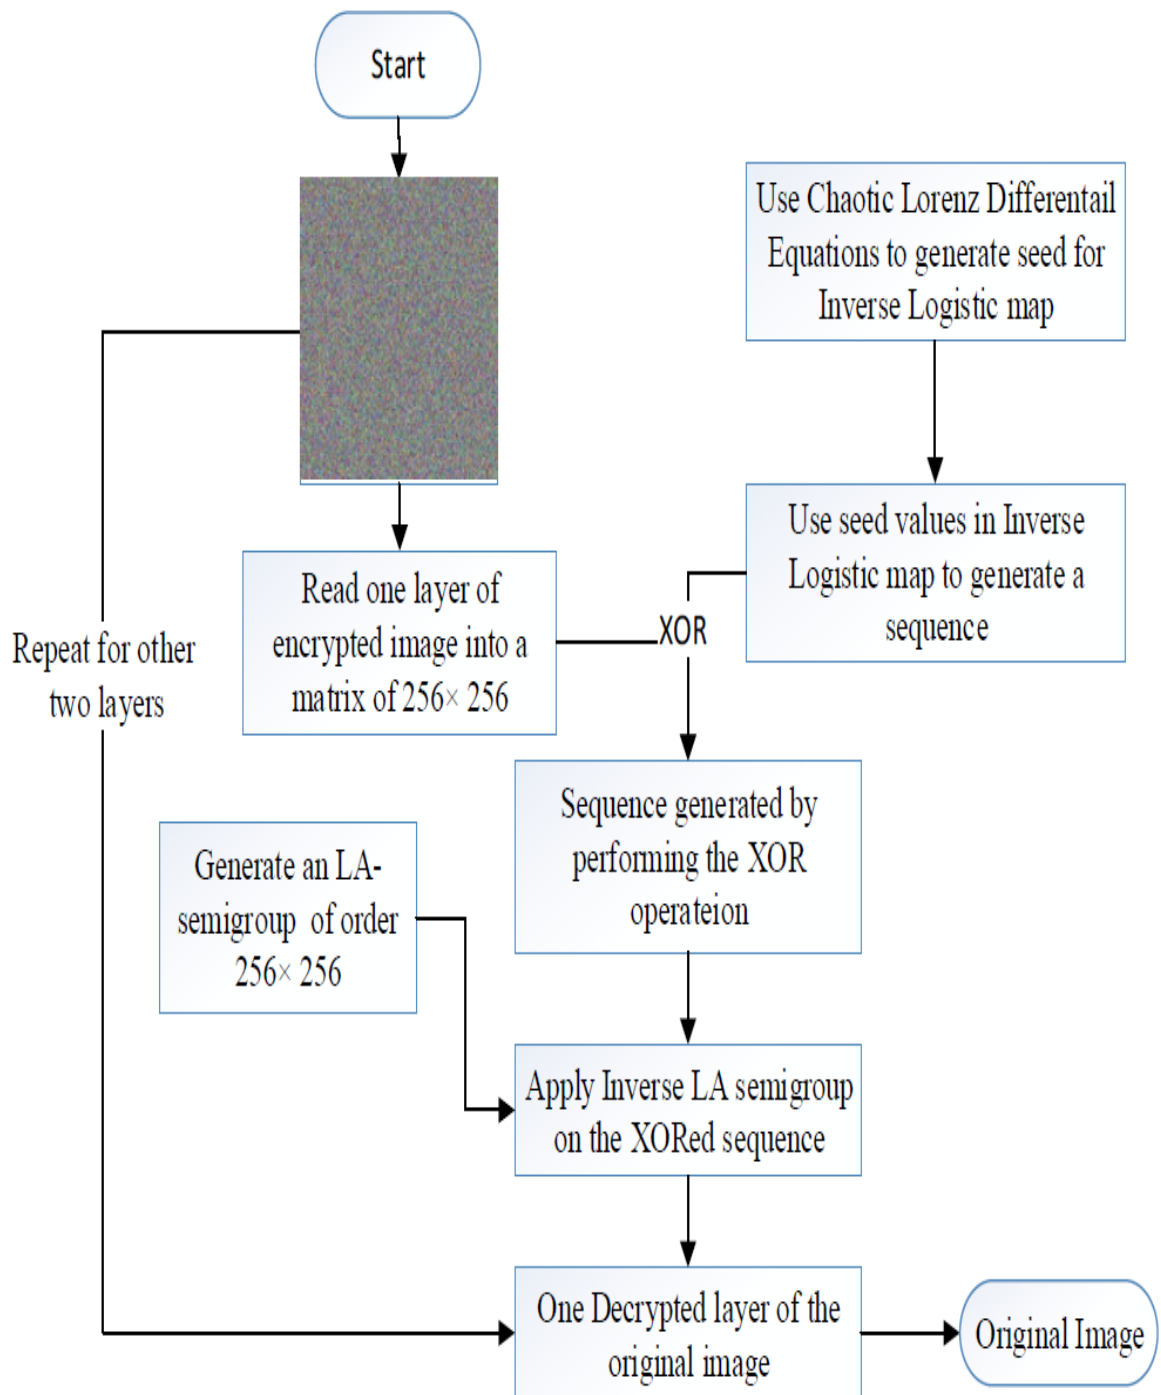 Start
Use Chaotic Lorenz Differentail
Equations to generate seed for
Inverse Logistic map
Use seed values in Inverse
Logistic map to generate a
sequence
Read one layer of
encrypted image into a
matrix of 256× 256
XOR
Repeat for other
two layers
Sequence generated by
performing the XOR
operateion
Generate an LA-
semigroup of order
256× 256
Apply Inverse LA semigroup
on the XORed sequence
One Decrypted layer of the
original image
Original Image